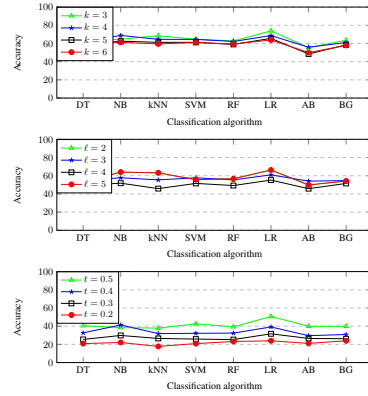 100
80
60
40
20
0
Accuracy
k = 3
k = 4
k = 5
k = 6
DT NB kNN SVM RF LR AB BG
Classification algorithm
100
80
60
40
20
0
Accuracy
ℓ = 2
ℓ = 3
ℓ = 4
ℓ = 5
DT NB kNN SVM RF LR AB BG
Classification algorithm
100
80
60
40
20
0
Accuracy
t = 0.5
t = 0.4
t = 0.3
t = 0.2
DT NB kNN SVM RF LR AB BG
Classification algorithm